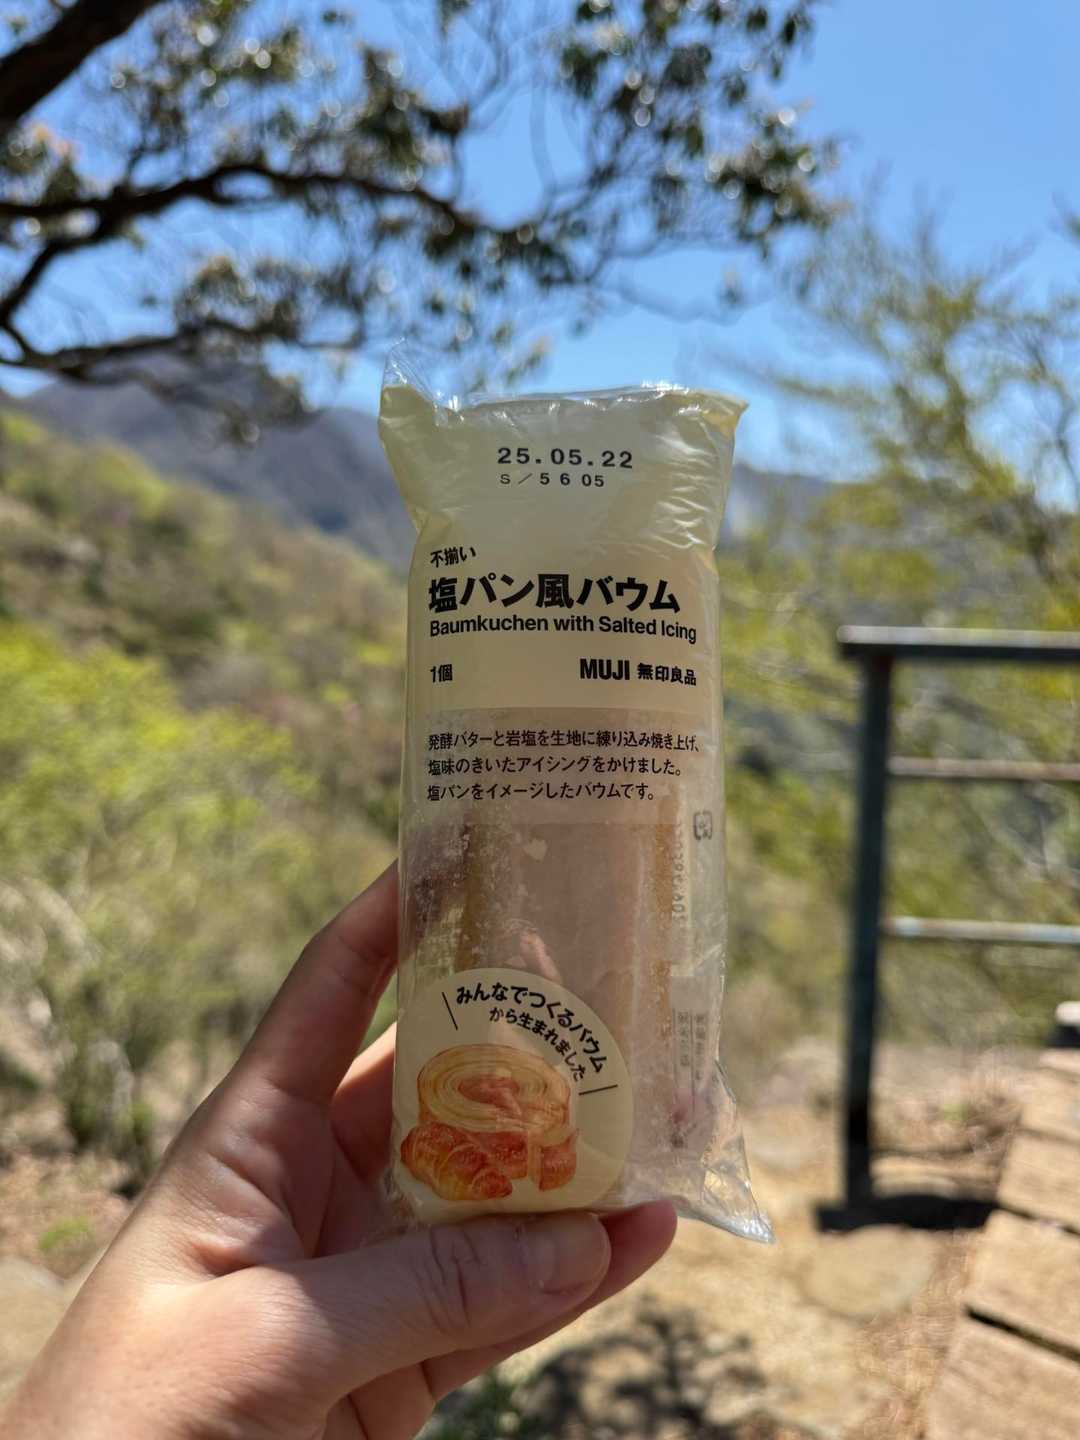 25.05.22
S/5605
不揃い
塩パン風バウム
Baumkuchen with Salted Icing
1個
MUJI 無印良品
発酵バターと岩塩を生地に練り込み焼き上げ、
塩味のきいたアイシングをかけました。
塩パンをイメージしたバウムです。
みんなでつくるバウム
から生まれました